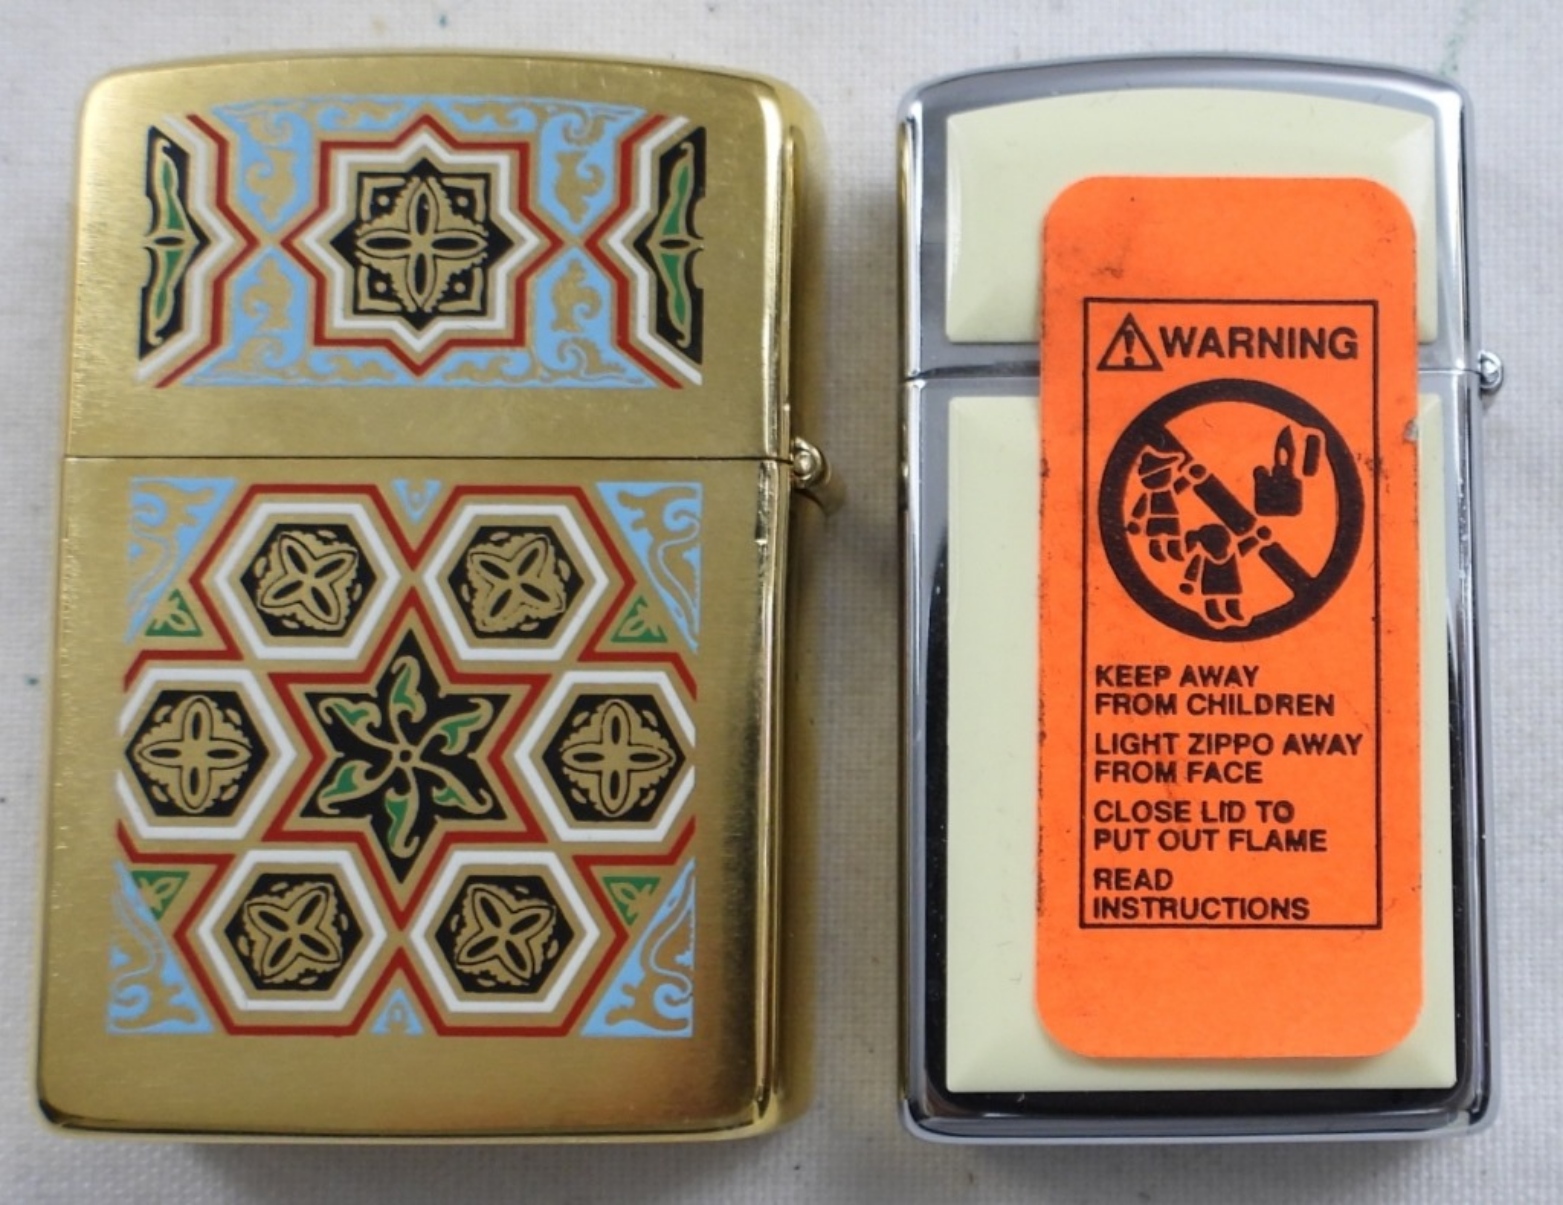 WARNING
KEEP AWAY
FROM CHILDREN
LIGHT ZIPPO AWAY
FROM FACE
CLOSE LID TO
PUT OUT FLAME
READ
INSTRUCTIONS